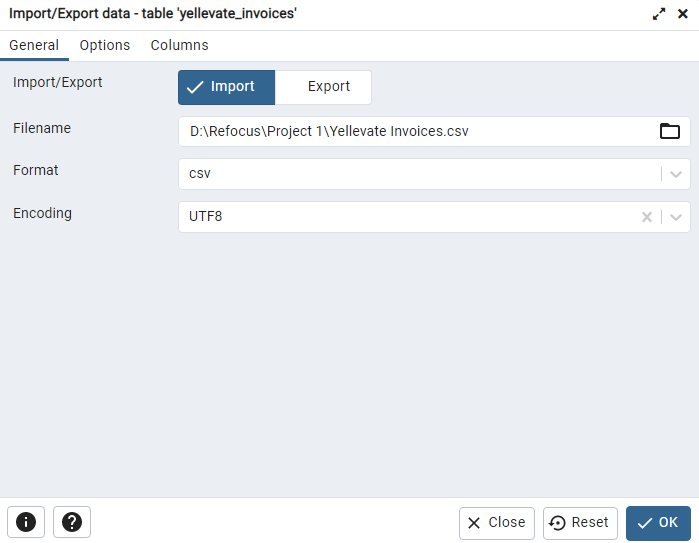 Import/Export data - table 'yellevate_invoices'
General Options Columns
Import/Export Import Export
Filename D:\Refocus\Project 1\Yellevate Invoices.csv
Format csv
Encoding UTF8
Close Reset OK